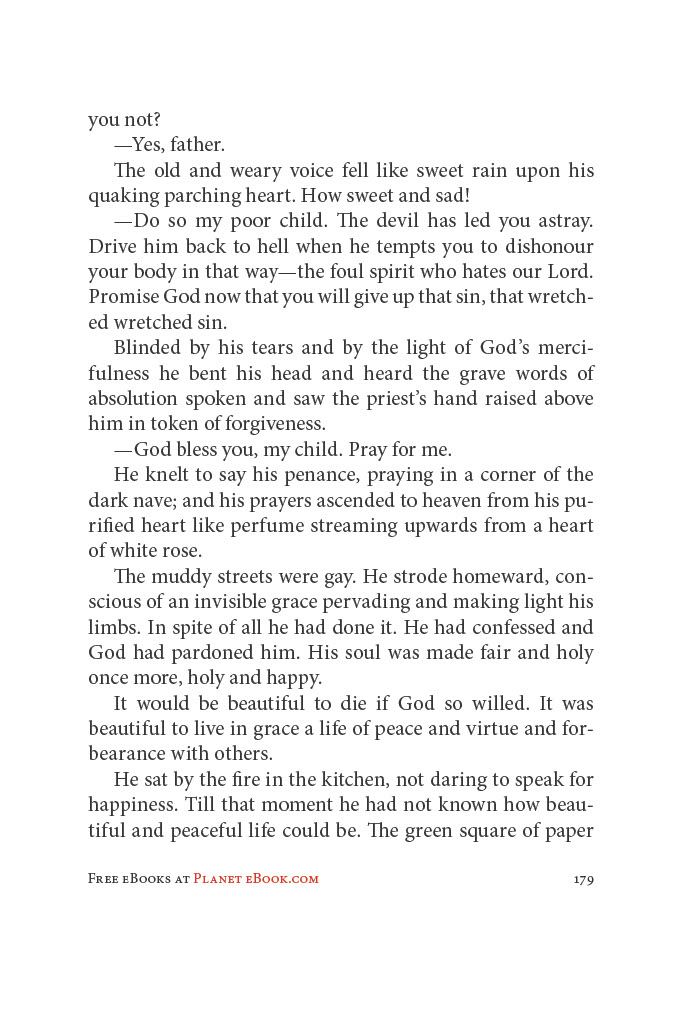 you not?
—Yes, father.
The old and weary voice fell like sweet rain upon his
quaking parching heart. How sweet and sad!
—Do so my poor child. The devil has led you astray.
Drive him back to hell when he tempts you to dishonour
your body in that way—the foul spirit who hates our Lord.
Promise God now that you will give up that sin, that wretch-
ed wretched sin.
Blinded by his tears and by the light of God’s merci-
fulness he bent his head and heard the grave words of
absolution spoken and saw the priest’s hand raised above
him in token of forgiveness.
—God bless you, my child. Pray for me.
He knelt to say his penance, praying in a corner of the
dark nave; and his prayers ascended to heaven from his pu-
rified heart like perfume streaming upwards from a heart
of white rose.
The muddy streets were gay. He strode homeward, con-
scious of an invisible grace pervading and making light his
limbs. In spite of all he had done it. He had confessed and
God had pardoned him. His soul was made fair and holy
once more, holy and happy.
It would be beautiful to die if God so willed. It was
beautiful to live in grace a life of peace and virtue and for-
bearance with others.
He sat by the fire in the kitchen, not daring to speak for
happiness. Till that moment he had not known how beau-
tiful and peaceful life could be. The green square of paper
Free eBooks at Planet eBook.com 179